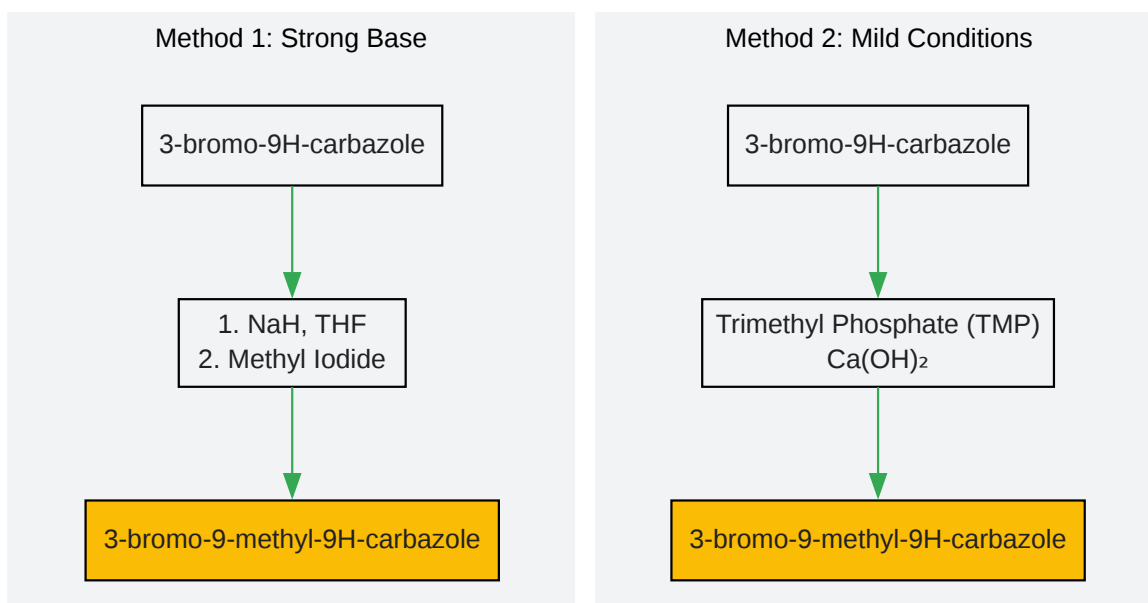 Method 1: Strong Base
3-bromo-9H-carbazole
1. NaH, THF
2. Methyl Iodide
3-bromo-9-methyl-9H-carbazole
Method 2: Mild Conditions
3-bromo-9H-carbazole
Trimethyl Phosphate (TMP)
Ca(OH)₂
3-bromo-9-methyl-9H-carbazole